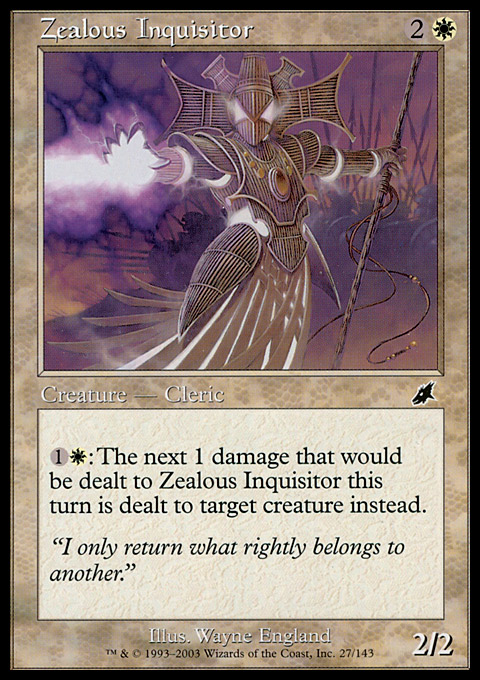 Zealous Inquisitor 2
Creature — Cleric
1 : The next 1 damage that would
be dealt to Zealous Inquisitor this
turn is dealt to target creature instead.
“I only return what rightly belongs to
another.”
Illus. Wayne England
™ & © 1993–2003 Wizards of the Coast, Inc. 27/143
2/2